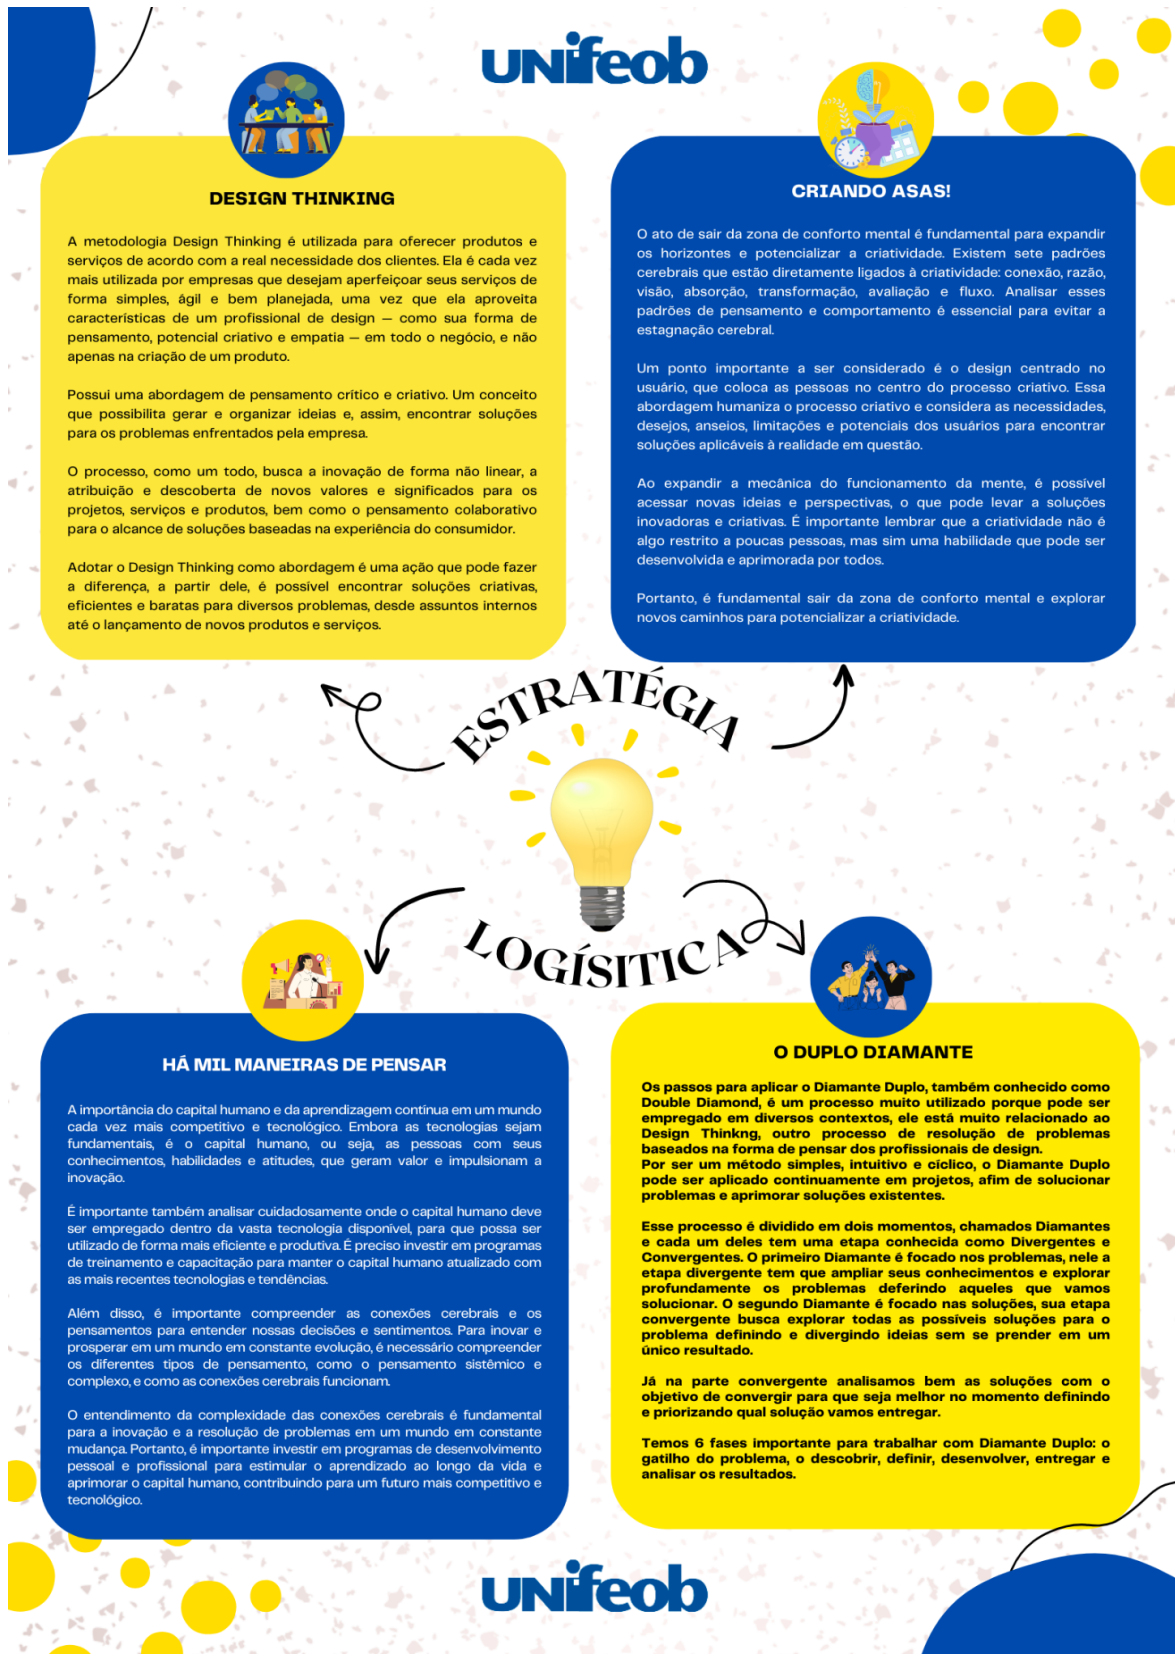 UNifeob
DESIGN THINKING
A metodologia Design Thinking é utilizada para oferecer produtos e
serviços de acordo com a real necessidade dos clientes. Ela é cada vez
mais utilizada por empresas que desejam aperfeiçoar seus serviços de
forma simples, ágil e bem planejada, uma vez que ela aproveita
características de um profissional de design — como sua forma de
pensamento, potencial criativo e empatia — em todo o negócio, e não
apenas na criação de um produto.
Possui uma abordagem de pensamento crítico e criativo. Um conceito
que possibilita gerar e organizar ideias e, assim, encontrar soluções
para os problemas enfrentados pela empresa.
O processo, como um todo, busca a inovação de forma não linear, a
atribuição e descoberta de novos valores e significados para os
projetos, serviços e produtos, bem como o pensamento colaborativo
para o alcance de soluções baseadas na experiência do consumidor.
Adotar o Design Thinking como abordagem é uma ação que pode fazer
a diferença, a partir dele, é possível encontrar soluções criativas,
eficientes e baratas para diversos problemas, desde assuntos internos
até o lançamento de novos produtos e serviços.
CRIANDO ASAS!
O ato de sair da zona de conforto mental é fundamental para expandir
os horizontes e potencializar a criatividade. Existem sete padrões
cerebrais que estão diretamente ligados à criatividade: conexão, razão,
visão, absorção, transformação, avaliação e fluxo. Analisar esses
padrões de pensamento e comportamento é essencial para evitar a
estagnação cerebral.
Um ponto importante a ser considerado é o design centrado no
usuário, que coloca as pessoas no centro do processo criativo. Essa
abordagem humaniza o processo criativo e considera as necessidades,
desejos, anseios, limitações e potenciais dos usuários para encontrar
soluções aplicáveis à realidade em questão.
Ao expandir a mecânica do funcionamento da mente, é possível
acessar novas ideias e perspectivas, o que pode levar a soluções
inovadoras e criativas. É importante lembrar que a criatividade não é
algo restrito a poucas pessoas, mas sim uma habilidade que pode ser
desenvolvida e aprimorada por todos.
Portanto, é fundamental sair da zona de conforto mental e explorar
novos caminhos para potencializar a criatividade.
ESTRATÉGIA
LOGÍSITICA
HÁ MIL MANEIRAS DE PENSAR
A importância do capital humano e da aprendizagem contínua em um mundo
cada vez mais competitivo e tecnológico. Embora as tecnologias sejam
fundamentais, é o capital humano, ou seja, as pessoas com seus
conhecimentos, habilidades e atitudes, que geram valor e impulsionam a
inovação.
É importante também analisar cuidadosamente onde o capital humano deve
ser empregado dentro da vasta tecnologia disponível, para que possa ser
utilizado de forma mais eficiente e produtiva. É preciso investir em programas
de treinamento e capacitação para manter o capital humano atualizado com
as mais recentes tecnologias e tendências.
Além disso, é importante compreender as conexões cerebrais e os
pensamentos para entender nossas decisões e sentimentos. Para inovar e
prosperar em um mundo em constante evolução, é necessário compreender
os diferentes tipos de pensamento, como o pensamento sistêmico e
complexo, e como as conexões cerebrais funcionam.
O entendimento da complexidade das conexões cerebrais é fundamental
para a inovação e a resolução de problemas em um mundo em constante
mudança. Portanto, é importante investir em programas de desenvolvimento
pessoal e profissional para estimular o aprendizado ao longo da vida e
aprimorar o capital humano, contribuindo para um futuro mais competitivo e
tecnológico.
O DUPLO DIAMANTE
Os passos para aplicar o Diamante Duplo, também conhecido como
Double Diamond, é um processo muito utilizado porque pode ser
empregado em diversos contextos, ele está muito relacionado ao
Design Thinkng, outro processo de resolução de problemas
baseados na forma de pensar dos profissionais de design.
Por ser um método simples, intuitivo e cíclico, o Diamante Duplo
pode ser aplicado continuamente em projetos, afim de solucionar
problemas e aprimorar soluções existentes.
Esse processo é dividido em dois momentos, chamados Diamantes
e cada um deles tem uma etapa conhecida como Divergentes e
Convergentes. O primeiro Diamante é focado nos problemas, nele a
etapa divergente tem que ampliar seus conhecimentos e explorar
profundamente os problemas deferindo aqueles que vamos
solucionar. O segundo Diamante é focado nas soluções, sua etapa
convergente busca explorar todas as possíveis soluções para o
problema definindo e divergindo ideias sem se prender em um
único resultado.
Já na parte convergente analisamos bem as soluções com o
objetivo de convergir para que seja melhor no momento definindo
e priorizando qual solução vamos entregar.
Temos 6 fases importante para trabalhar com Diamante Duplo: o
gatilho do problema, o descobrir, definir, desenvolver, entregar e
analisar os resultados.
UNifeob